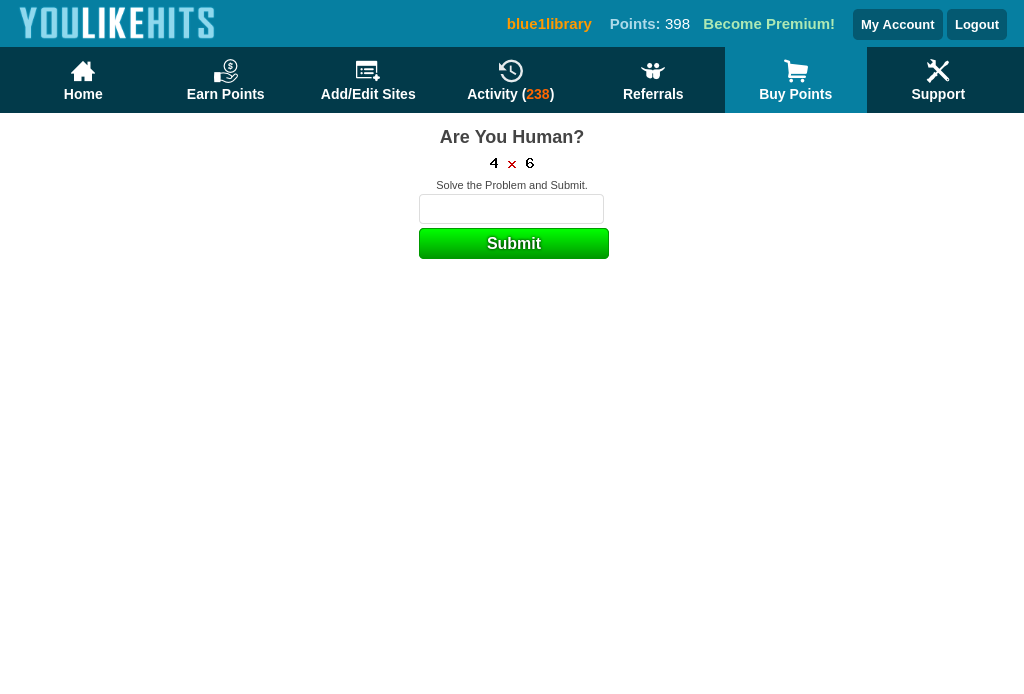 YOULIKEHITS
blue1library Points: 398 Become Premium! My Account Logout
Home Earn Points Add/Edit Sites Activity (238) Referrals Buy Points Support
Are You Human?
4 x 6
Solve the Problem and Submit.
Submit